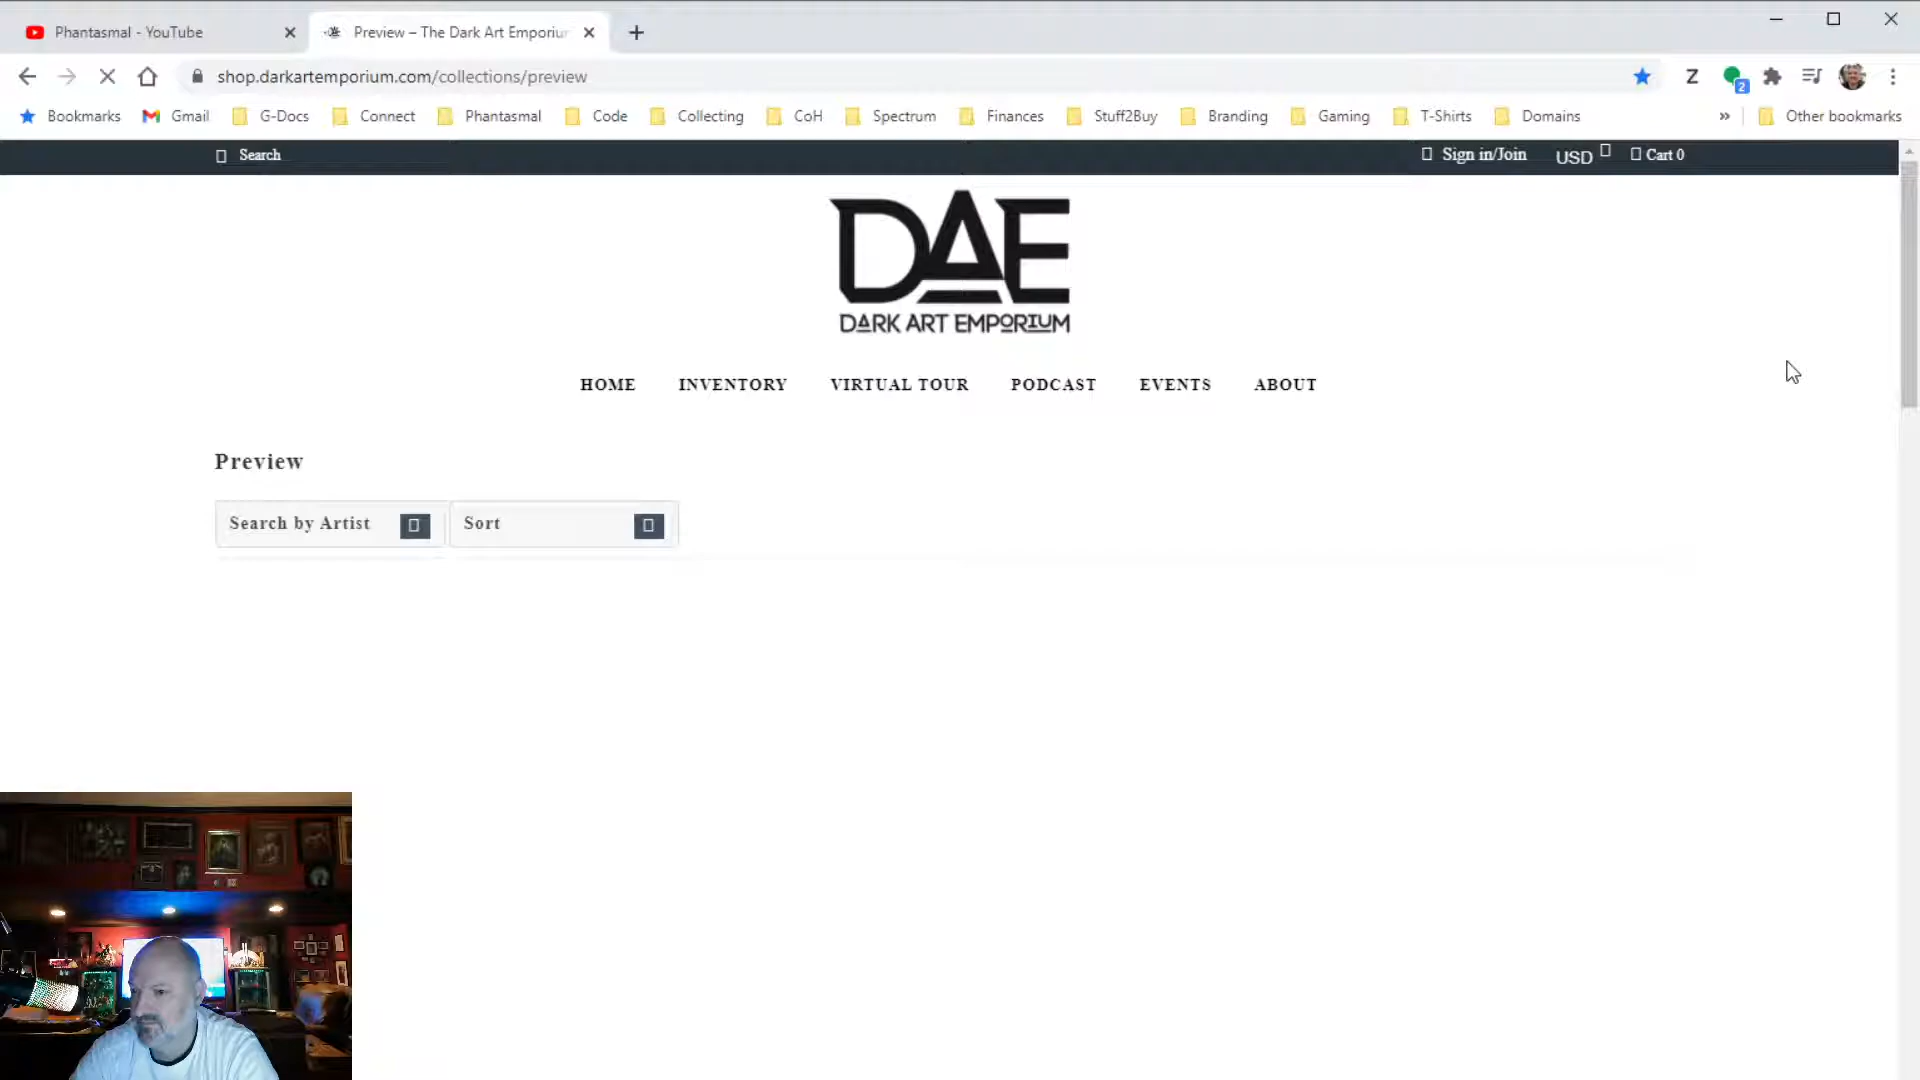 Phantasmal - YouTube
Preview – The Dark Art Emporiu
shop.darkartemporium.com/collections/preview
Z
2
Bookmarks
Gmail
G-Docs
Connect
Phantasmal
Code
Collecting
CoH
Spectrum
Finances
Stuff2Buy
Branding
Gaming
T-Shirts
Domains
»
Other bookmarks
Search
Sign in/Join
USD
Cart 0
DAE
DARK ART EMPORIUM
HOME
INVENTORY
VIRTUAL TOUR
PODCAST
EVENTS
ABOUT
Preview
Search by Artist
Sort